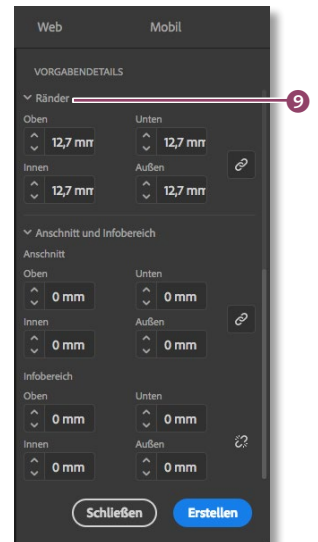 Web Mobil
VORGABENDETAILS
Ränder
9
Oben Unten
12,7 mm 12,7 mm
Innen Außen
12,7 mm 12,7 mm
Anschnitt und Infobereich
Anschnitt
Oben Unten
0 mm 0 mm
Innen Außen
0 mm 0 mm
Infobereich
Oben Unten
0 mm 0 mm
Innen Außen
0 mm 0 mm
Schließen Erstellen